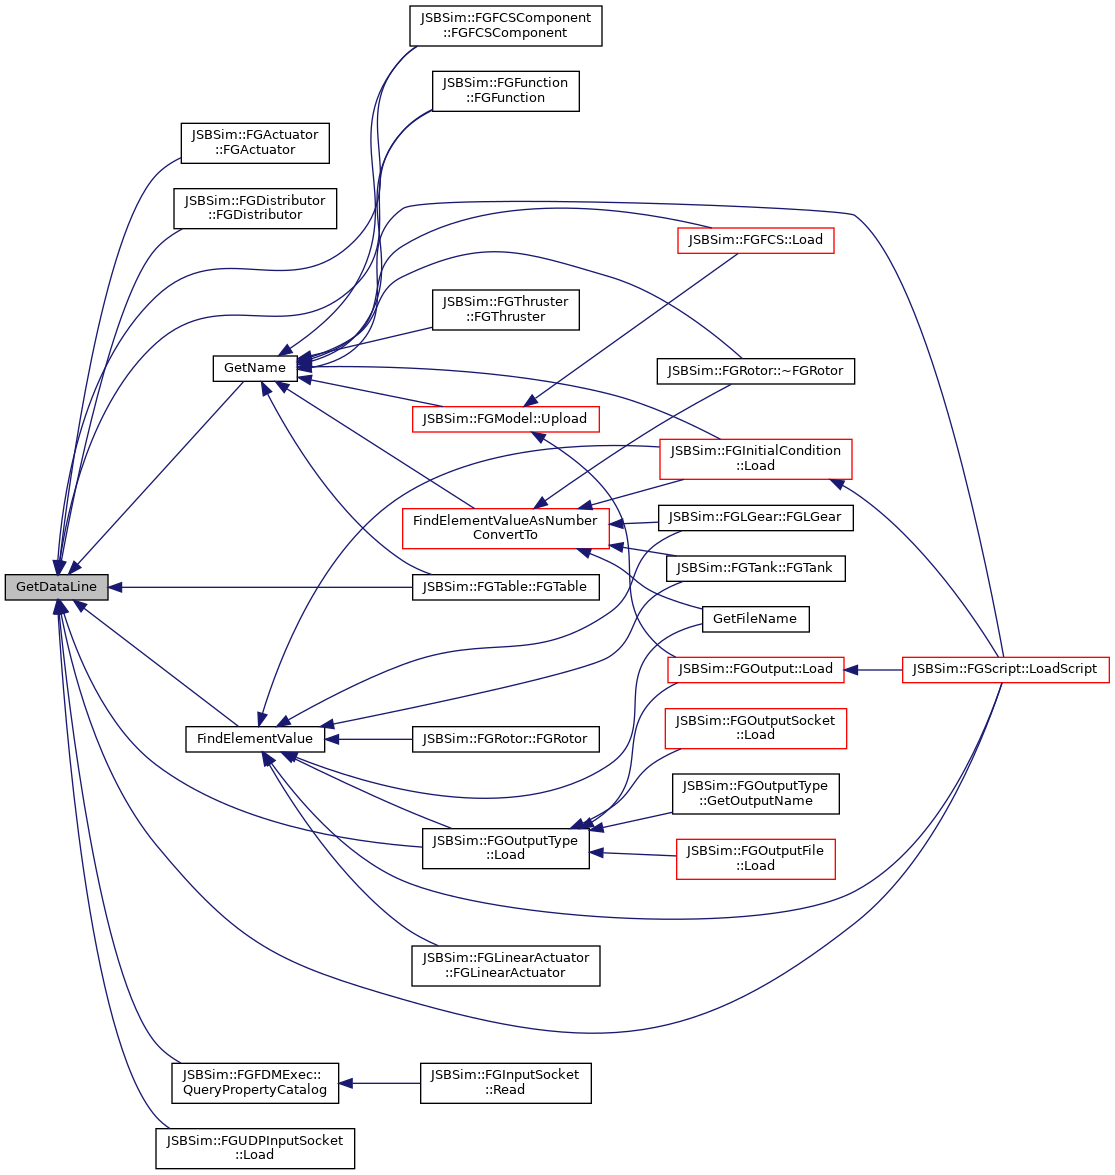 JSBSim::FGFCSComponent
::FGFCSComponent
JSBSim::FGFunction
::FGFunction
JSBSim::FGActuator
::FGActuator
JSBSim::FGDistributor
::FGDistributor
JSBSim::FGFCS::Load
JSBSim::FGThruster
::FGThruster
GetName
JSBSim::FGRotor::~FGRotor
JSBSim::FGModel::Upload
JSBSim::FGInitialCondition
::Load
FindElementValueAsNumber
ConvertTo
JSBSim::FGLGear::FGLGear
JSBSim::FGTank::FGTank
GetDataLine
JSBSim::FGTable::FGTable
GetFileName
JSBSim::FGOutput::Load
JSBSim::FGScript::LoadScript
JSBSim::FGOutputSocket
::Load
FindElementValue
JSBSim::FGRotor::FGRotor
JSBSim::FGOutputType
::GetOutputName
JSBSim::FGOutputType
::Load
JSBSim::FGOutputFile
::Load
JSBSim::FGLinearActuator
::FGLinearActuator
JSBSim::FGFDMExec::
QueryPropertyCatalog
JSBSim::FGInputSocket
::Read
JSBSim::FGUDPInputSocket
::Load